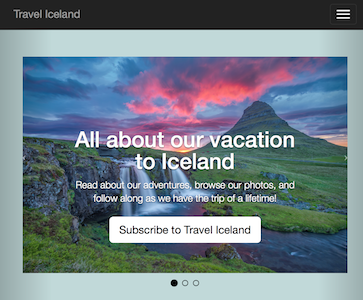 Travel Iceland
All about our vacation
to Iceland
Read about our adventures, browse our photos, and
follow along as we have the trip of a lifetime!
Subscribe to Travel Iceland